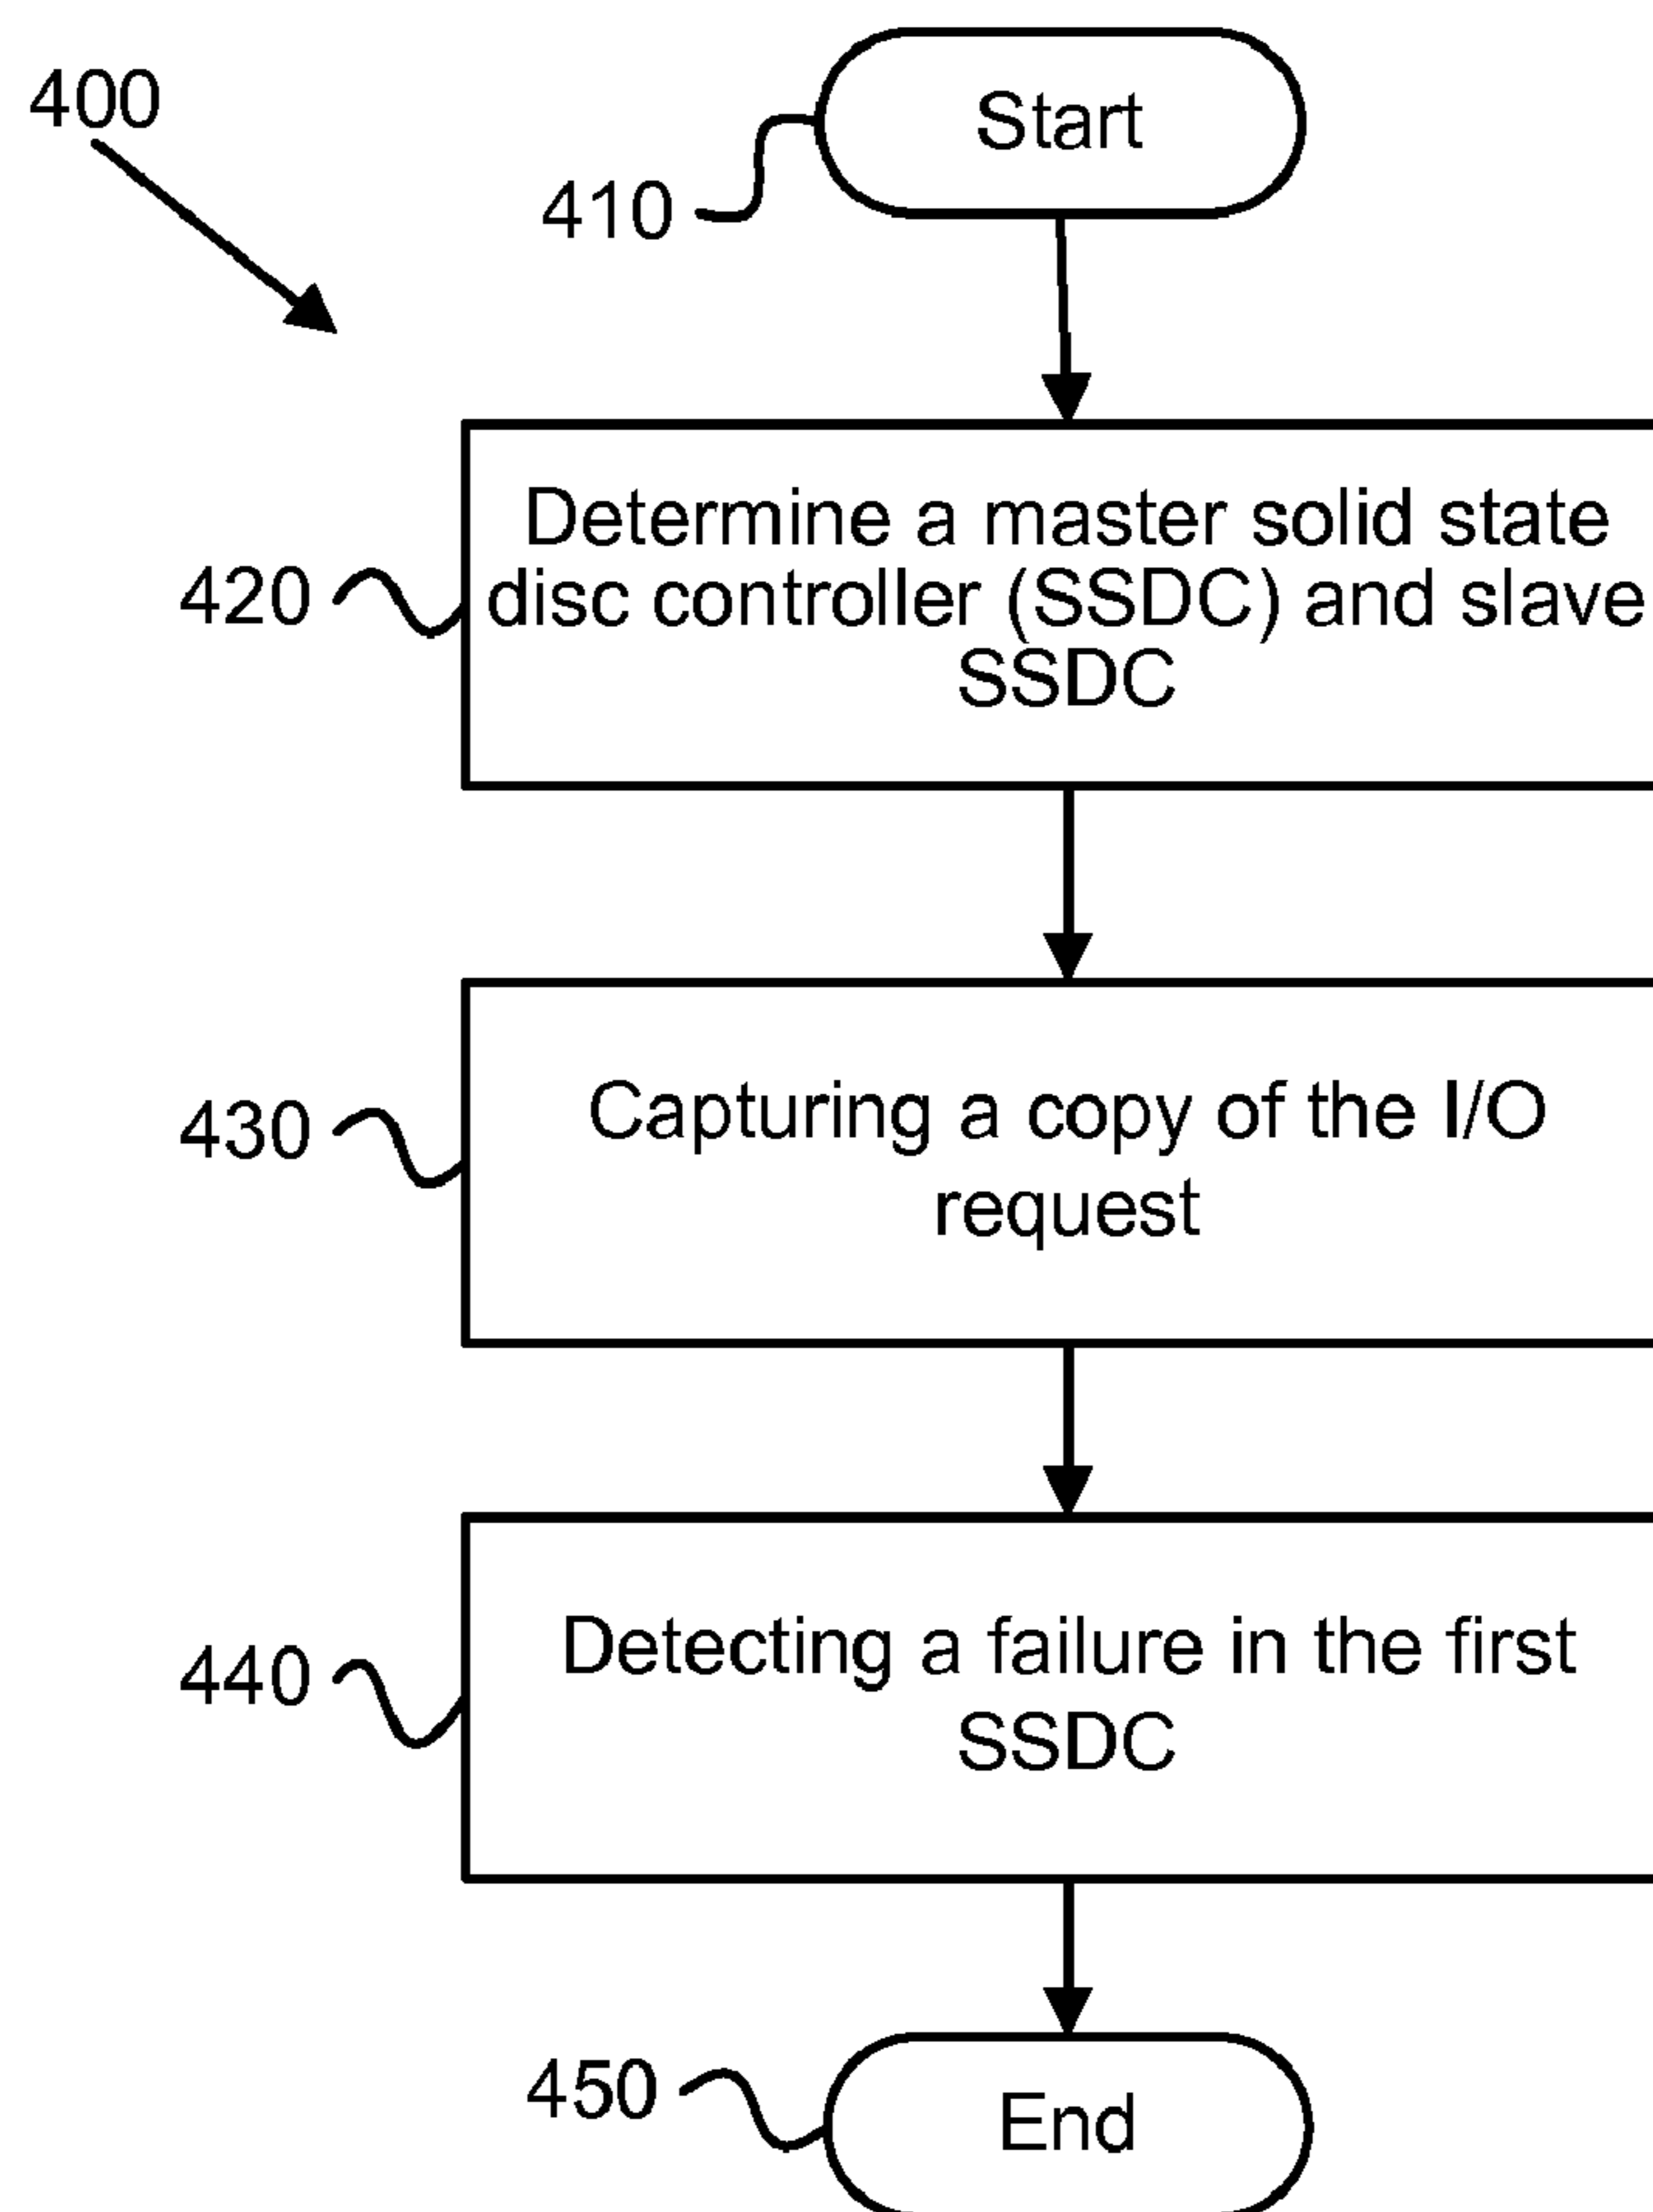 400
Start
410
Determine a master solid state
disc controller (SSDC) and slave
SSDC
420
Capturing a copy of the I/O
request
430
Detecting a failure in the first
SSDC
440
End
450